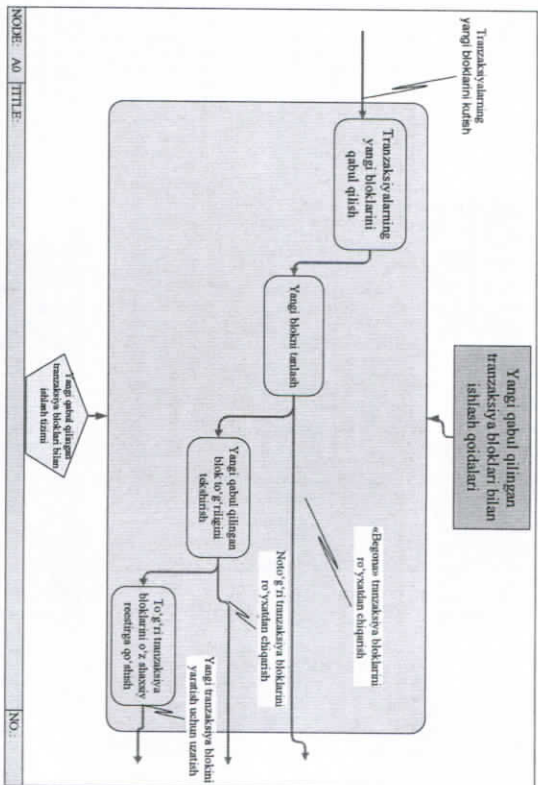 Yangi qabul qilingan
tranzaksiya bloklari bilan
ishlash qoidalari
Tranzaksiyalarning
yangi bloklarini kutish
Tranzaksiyalarning
yangi bloklarini
qabul qilish
Yangi blokni tanlash
«Begona» tranzaksiya bloklarini
ro'yxatdan chiqarish
Yangi qabul qilingan
blok to'g'riligini
tekshirish
Noto'g'ri tranzaksiya bloklarini
ro'yxatdan chiqarish
To'g'ri tranzaksiya
bloklarini o'z shaxsiy
reestirga qo'shish
Yangi tranzaksiya blokini
yaratish uchun uzatish
Yangi qabul qilingan
tranzaksiya bloklari bilan
ishlash tizimi
NODE: A0
TITLE:
NO.: